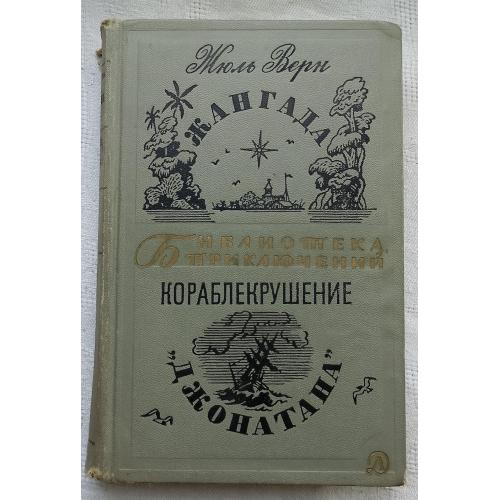 Жюль Верн
ЖАНГАДА
БИБЛИОТЕКА
ПРИКЛЮЧЕНИЙ
КОРАБЛЕКРУШЕНИЕ
„ДЖОНАТАНА”